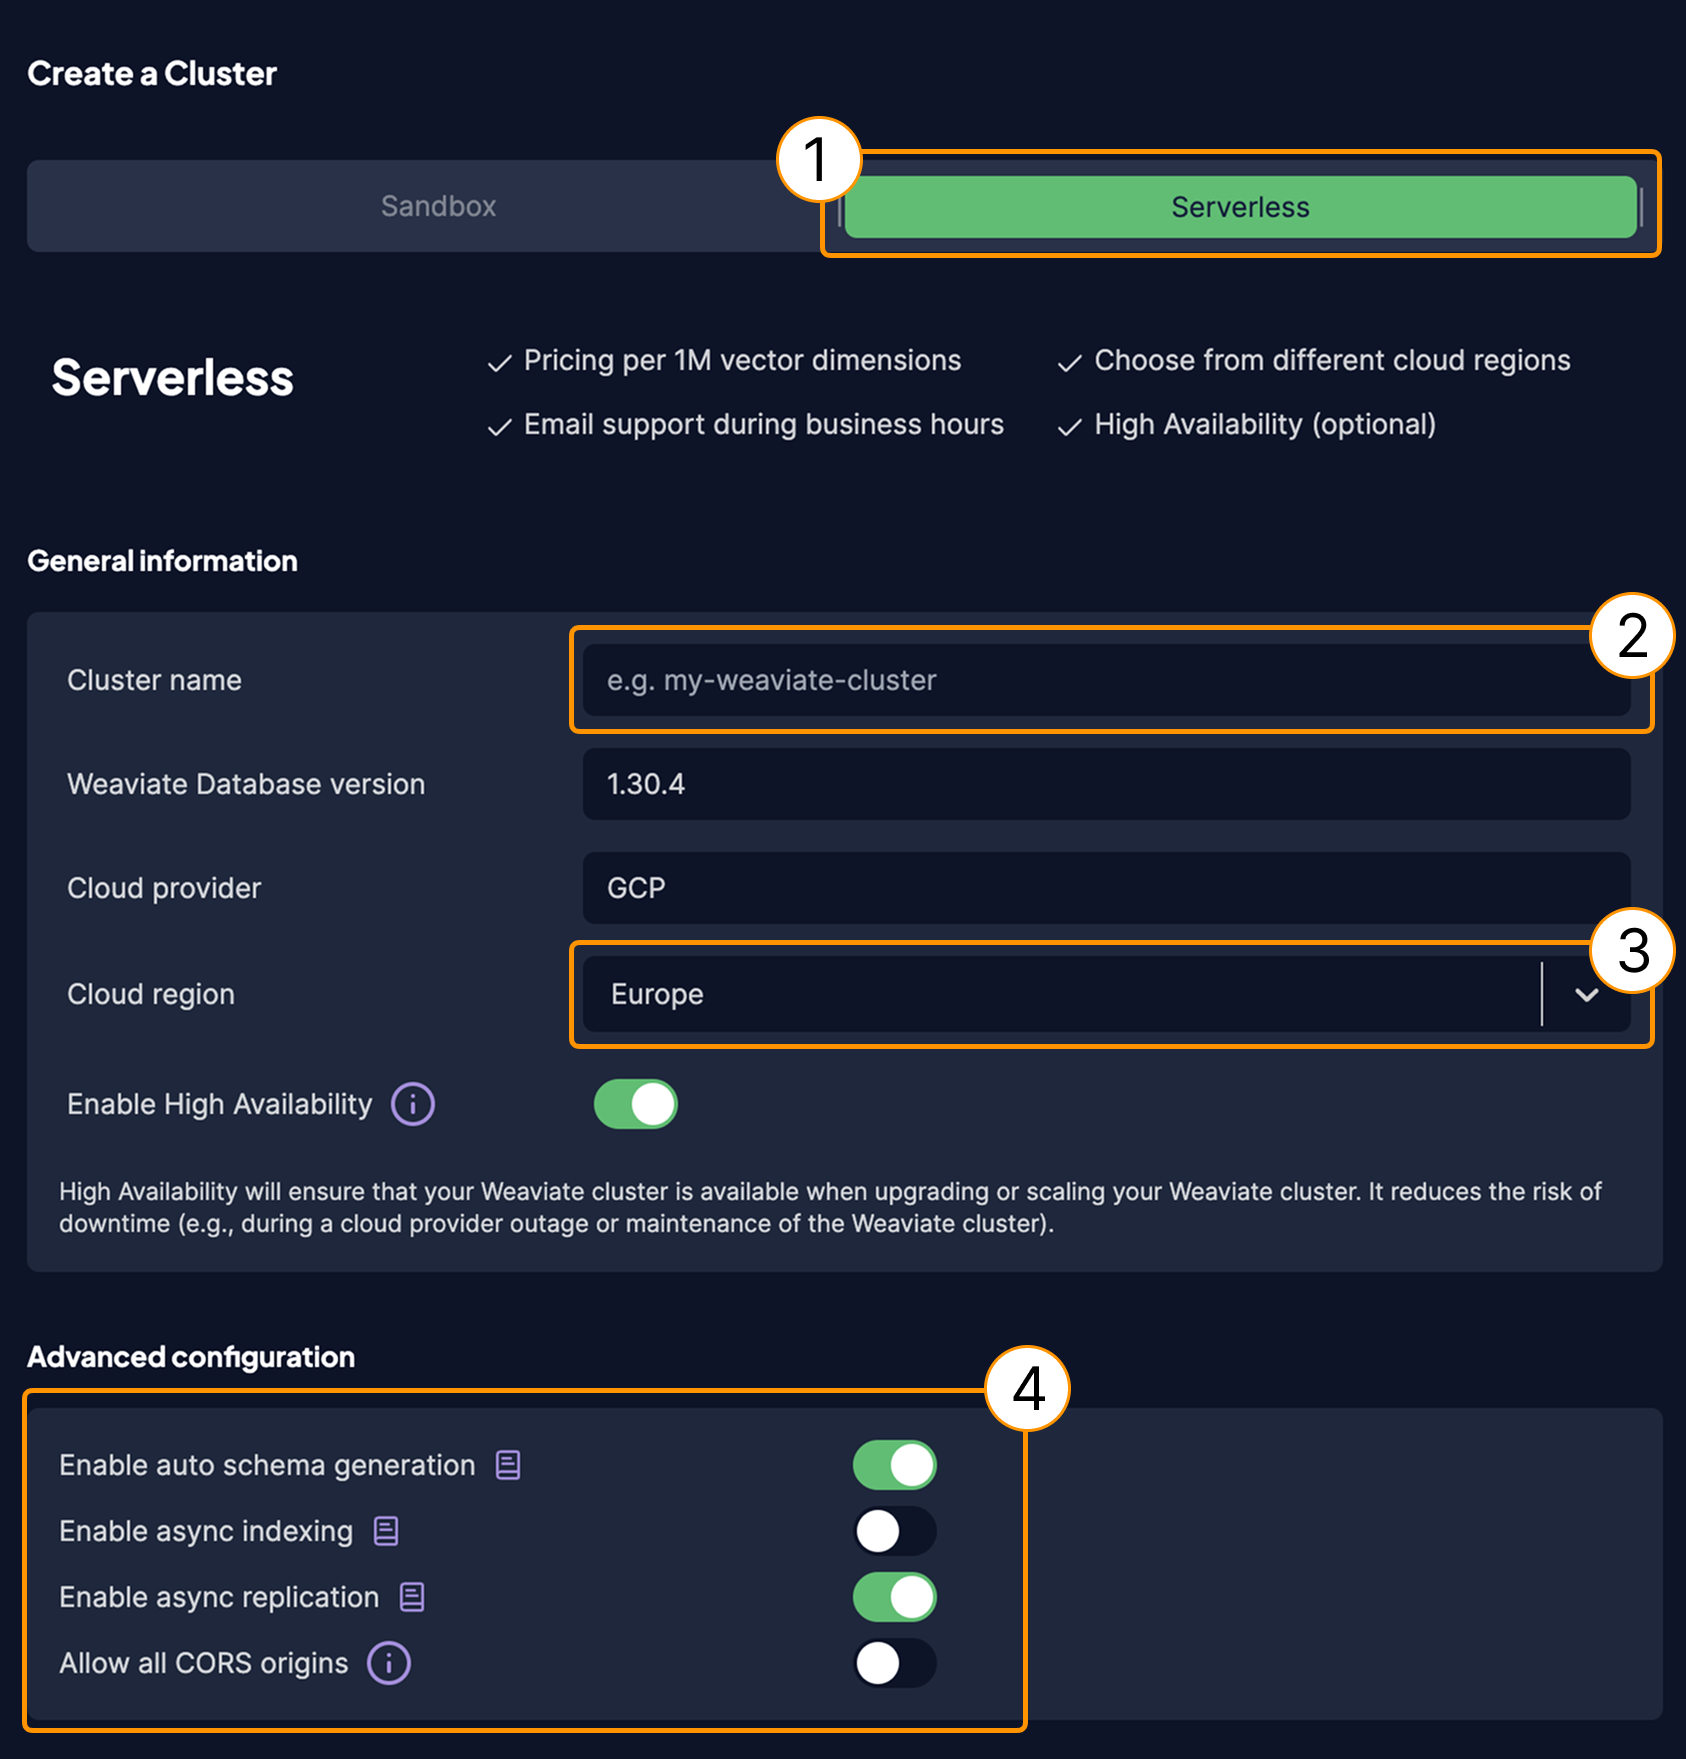 Create a Cluster
1
Sandbox
Serverless
Serverless
Pricing per 1M vector dimensions
Choose from different cloud regions
Email support during business hours
High Availability (optional)
General information
2
Cluster name
e.g. my-weaviate-cluster
Weaviate Database version
1.30.4
Cloud provider
GCP
3
Cloud region
Europe
Enable High Availability
High Availability will ensure that your Weaviate cluster is available when upgrading or scaling your Weaviate cluster. It reduces the risk of
downtime (e.g., during a cloud provider outage or maintenance of the Weaviate cluster).
Advanced configuration
4
Enable auto schema generation
Enable async indexing
Enable async replication
Allow all CORS origins